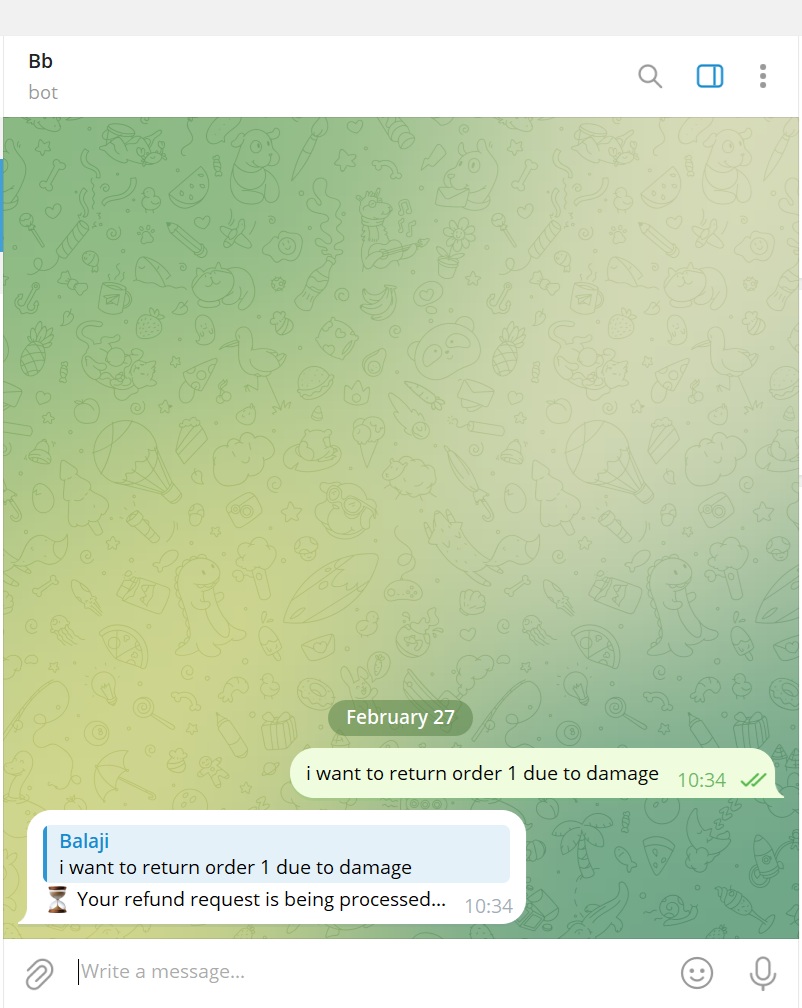 Bb
bot
February 27
i want to return order 1 due to damage 10:34
Balaji
i want to return order 1 due to damage
⏳ Your refund request is being processed... 10:34
Write a message...